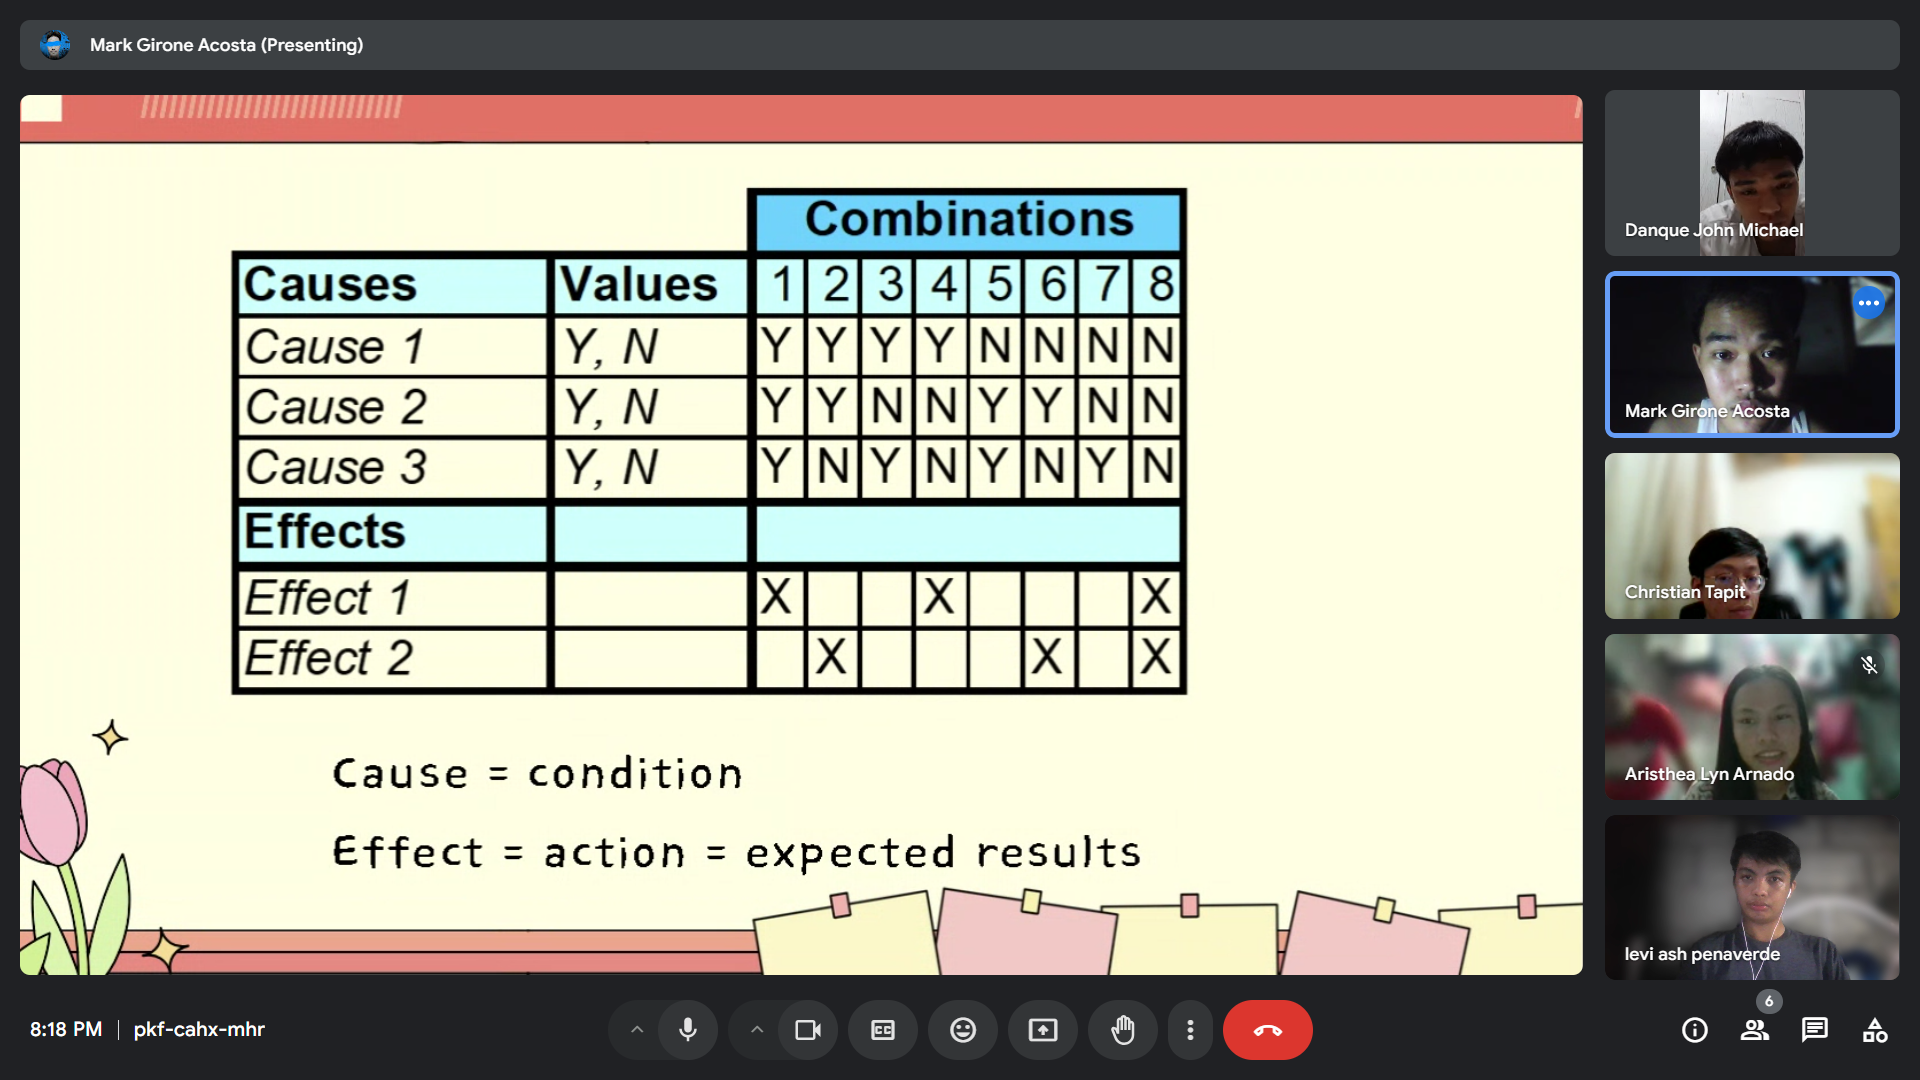 Mark Girone Acosta (Presenting)
Combinations
Causes Values 1 2 3 4 5 6 7 8
Cause 1 Y, N Y Y Y Y N N N N
Cause 2 Y, N Y Y N N Y Y N N
Cause 3 Y, N Y N Y N Y N Y N
Effects
Effect 1 X X X
Effect 2 X X X
Cause = condition
Effect = action = expected results
Danque John Michael
Mark Girone Acosta
Christian Tapit
Aristhea Lyn Arnado
levi ash penaverde
8:18 PM | pkf-cahx-mhr
CC
6